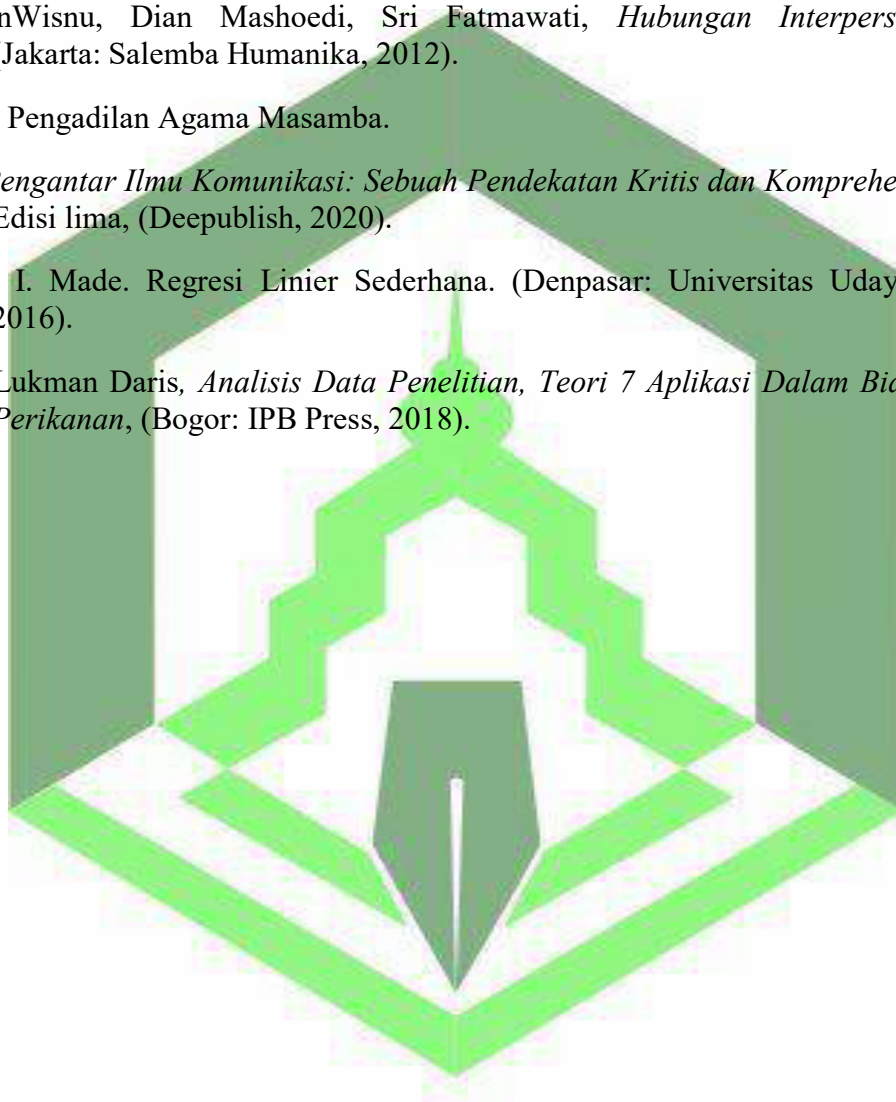 nWisnu, Dian Mashoedi, Sri Fatmawati, Hubungan Interpers
Jakarta: Salemba Humanika, 2012).
Pengadilan Agama Masamba.
Pengantar Ilmu Komunikasi: Sebuah Pendekatan Kritis dan Komprehe
Edisi lima, (Deepublish, 2020).
I. Made. Regresi Linier Sederhana. (Denpasar: Universitas Uday
2016).
Lukman Daris, Analisis Data Penelitian, Teori 7 Aplikasi Dalam Bid
Perikanan, (Bogor: IPB Press, 2018).